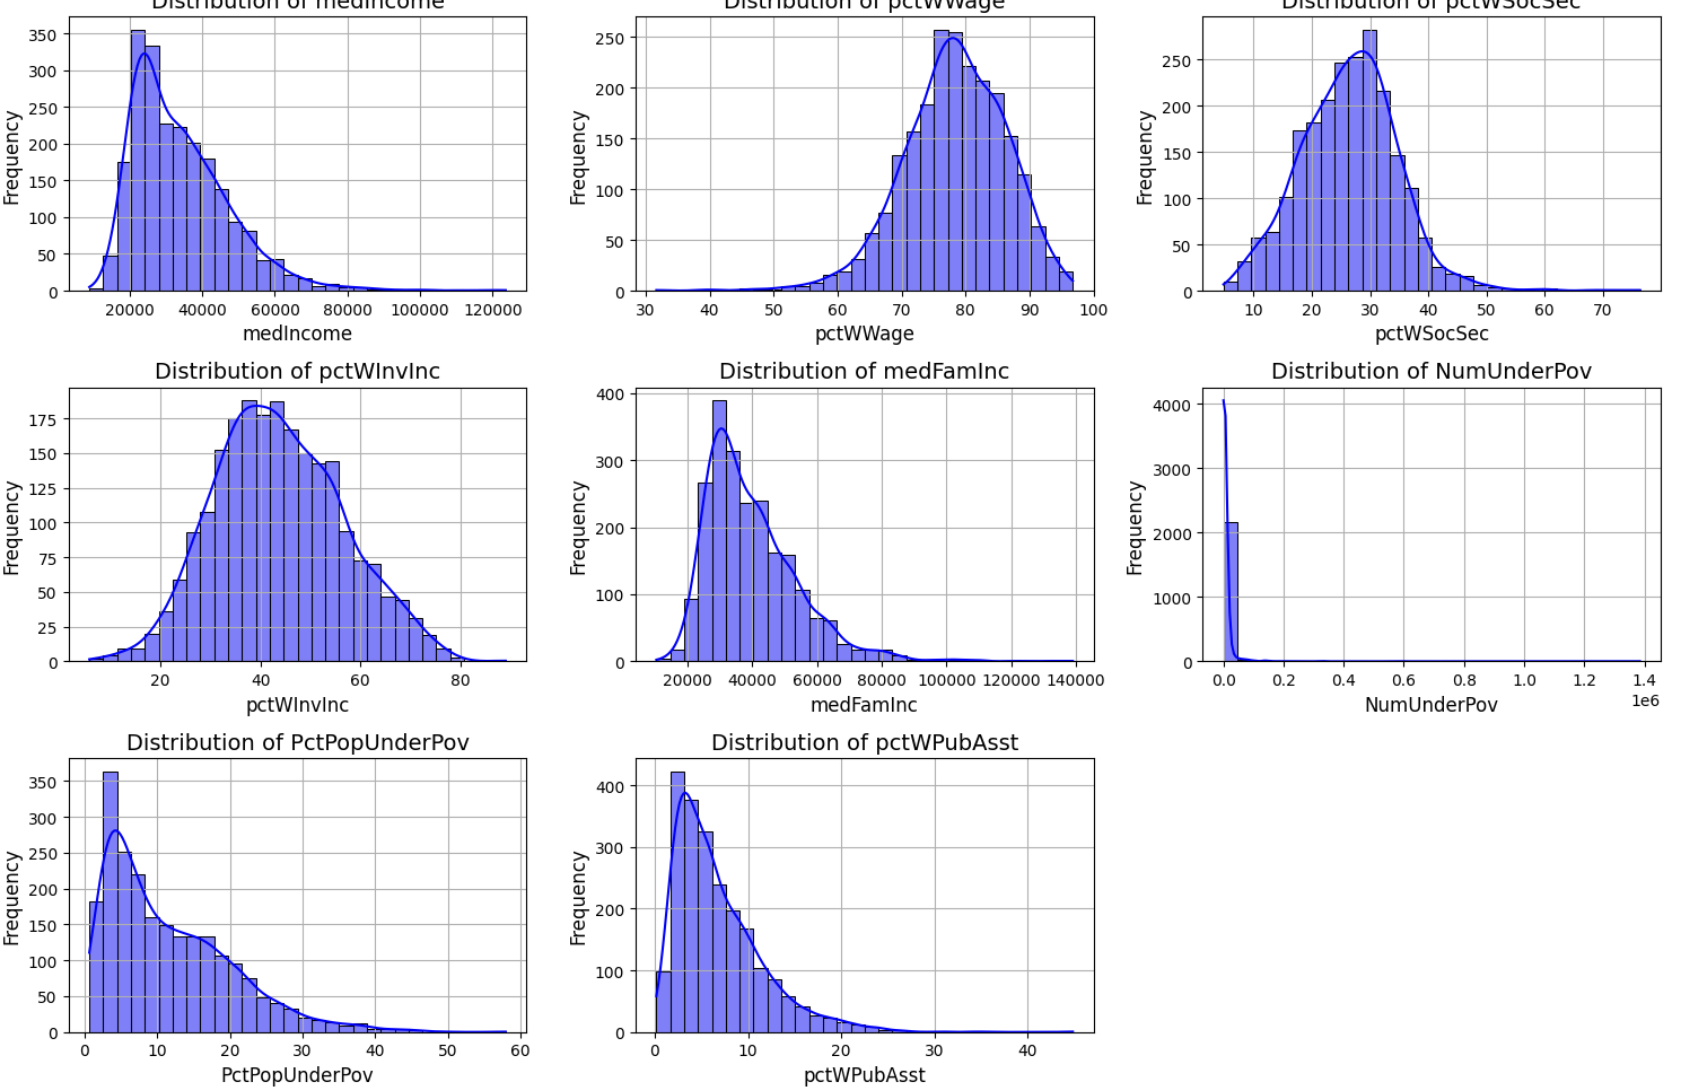 Distribution of medIncome
Frequency
350
300
250
200
150
100
50
0
20000 40000 60000 80000 100000 120000
medIncome
Distribution of pctWWage
Frequency
250
200
150
100
50
0
30 40 50 60 70 80 90 100
pctWWage
Distribution of pctWSocSec
Frequency
250
200
150
100
50
0
10 20 30 40 50 60 70
pctWSocSec
Distribution of pctWInvInc
Frequency
175
150
125
100
75
50
25
0
20 40 60 80
pctWInvInc
Distribution of medFamInc
Frequency
400
300
200
100
0
20000 40000 60000 80000 100000 120000 140000
medFamInc
Distribution of NumUnderPov
Frequency
4000
3000
2000
1000
0
0.0 0.2 0.4 0.6 0.8 1.0 1.2 1.4
1e6
NumUnderPov
Distribution of PctPopUnderPov
Frequency
350
300
250
200
150
100
50
0
0 10 20 30 40 50 60
PctPopUnderPov
Distribution of pctWPubAsst
Frequency
400
300
200
100
0
0 10 20 30 40
pctWPubAsst